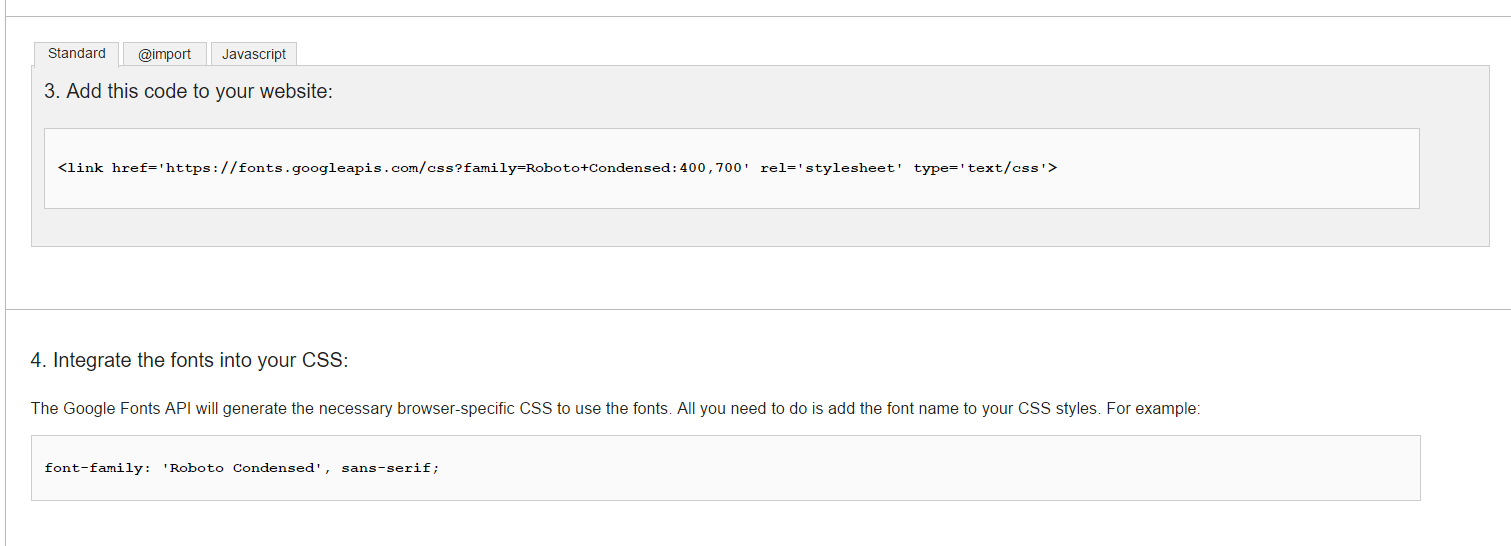 Standard @import Javascript
3. Add this code to your website:
<link href='https://fonts.googleapis.com/css?family=Roboto+Condensed:400,700' rel='stylesheet' type='text/css'>
4. Integrate the fonts into your CSS:
The Google Fonts API will generate the necessary browser-specific CSS to use the fonts. All you need to do is add the font name to your CSS styles. For example:
font-family: 'Roboto Condensed', sans-serif;